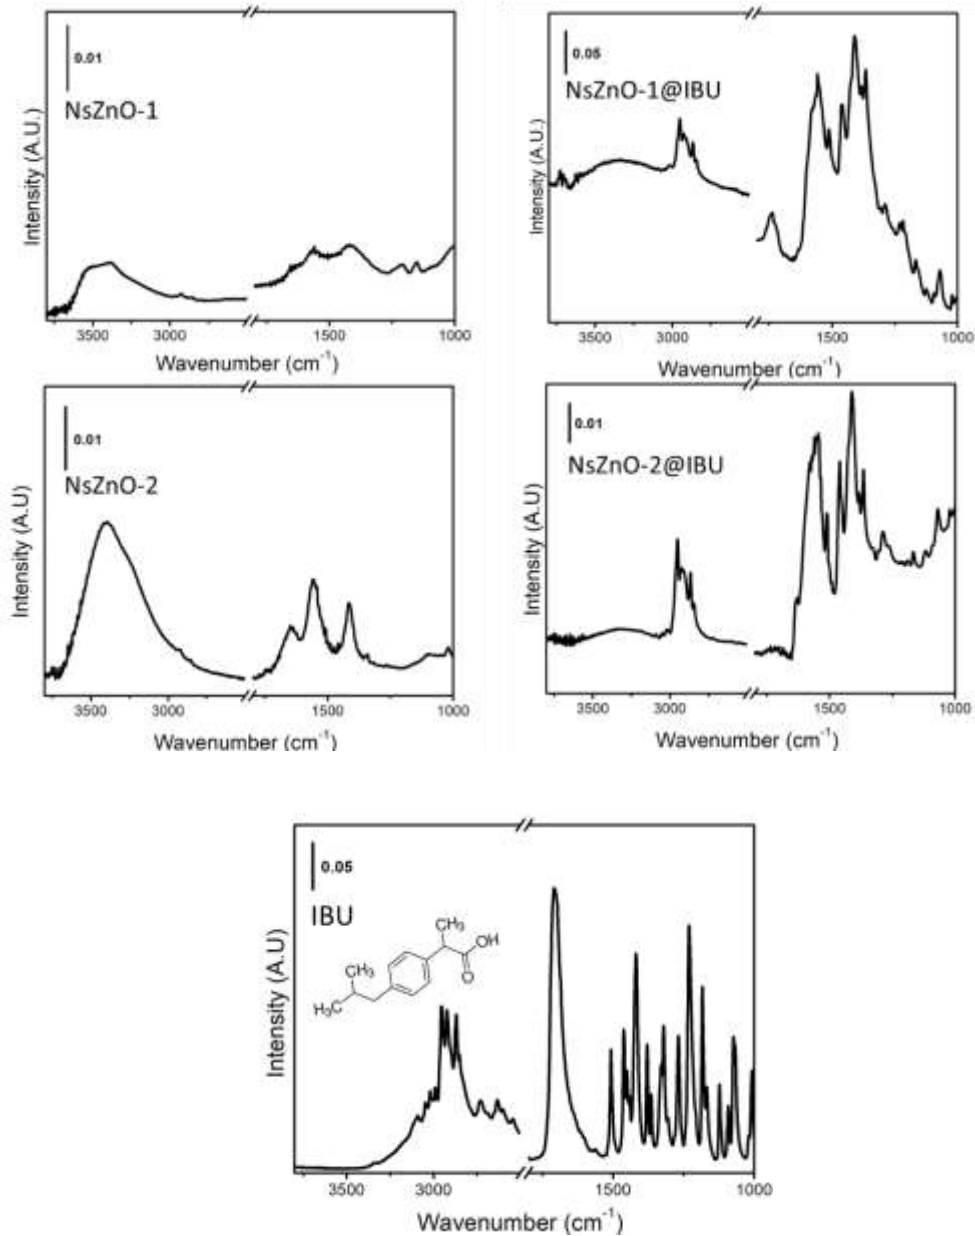 0.01
NsZnO-1
Intensity (A.U.)
3500 3000 1500 1000
Wavenumber (cm⁻¹)
0.05
NsZnO-1@IBU
Intensity (A.U.)
3500 3000 1500 1000
Wavenumber (cm⁻¹)
0.01
NsZnO-2
Intensity (A.U)
3500 3000 1500 1000
Wavenumber (cm⁻¹)
0.01
NsZnO-2@IBU
Intensity (A.U)
3500 3000 1500 1000
Wavenumber (cm⁻¹)
0.05
IBU
CH₃
OH
CH₃
O
H₃C
Intensity (A.U)
3500 3000 1500 1000
Wavenumber (cm⁻¹)